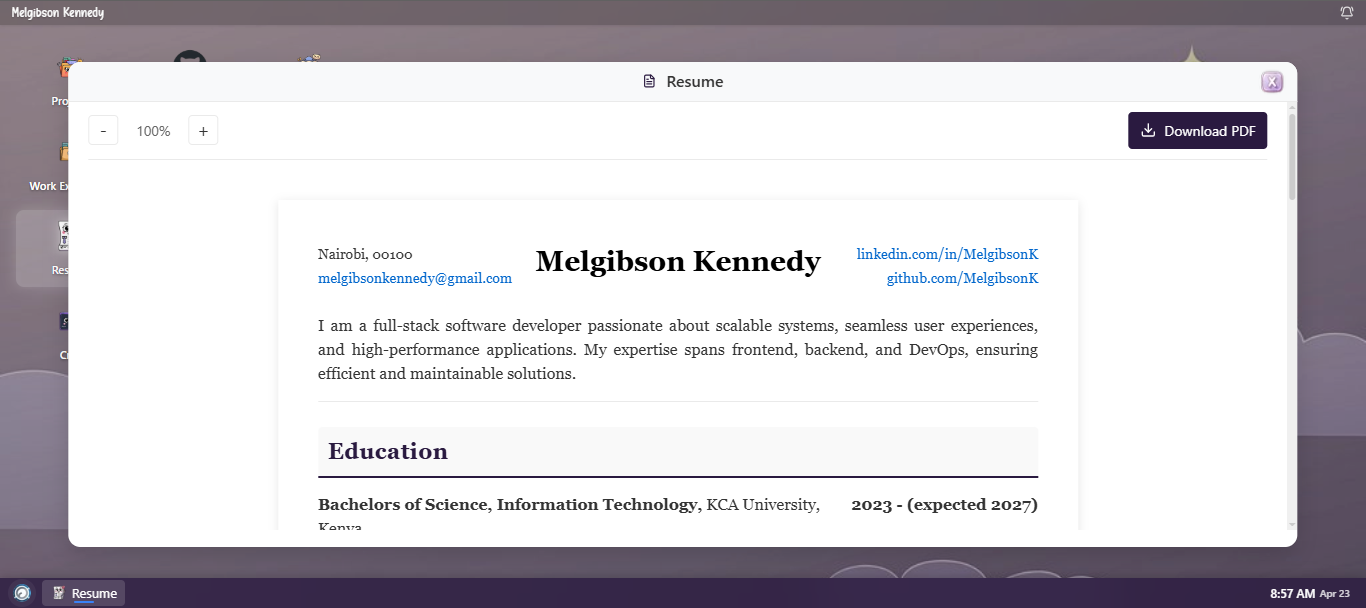 Melgibson Kennedy
Resume
X
- 100% +
Download PDF
Work Ex
Nairobi, 00100
melgibsonkennedy@gmail.com
Melgibson Kennedy
linkedin.com/in/MelgibsonK
github.com/MelgibsonK
I am a full-stack software developer passionate about scalable systems, seamless user experiences,
and high-performance applications. My expertise spans frontend, backend, and DevOps, ensuring
efficient and maintainable solutions.
Education
Bachelors of Science, Information Technology, KCA University,
Kenya
2023 - (expected 2027)
Resume
8:57 AM Apr 23